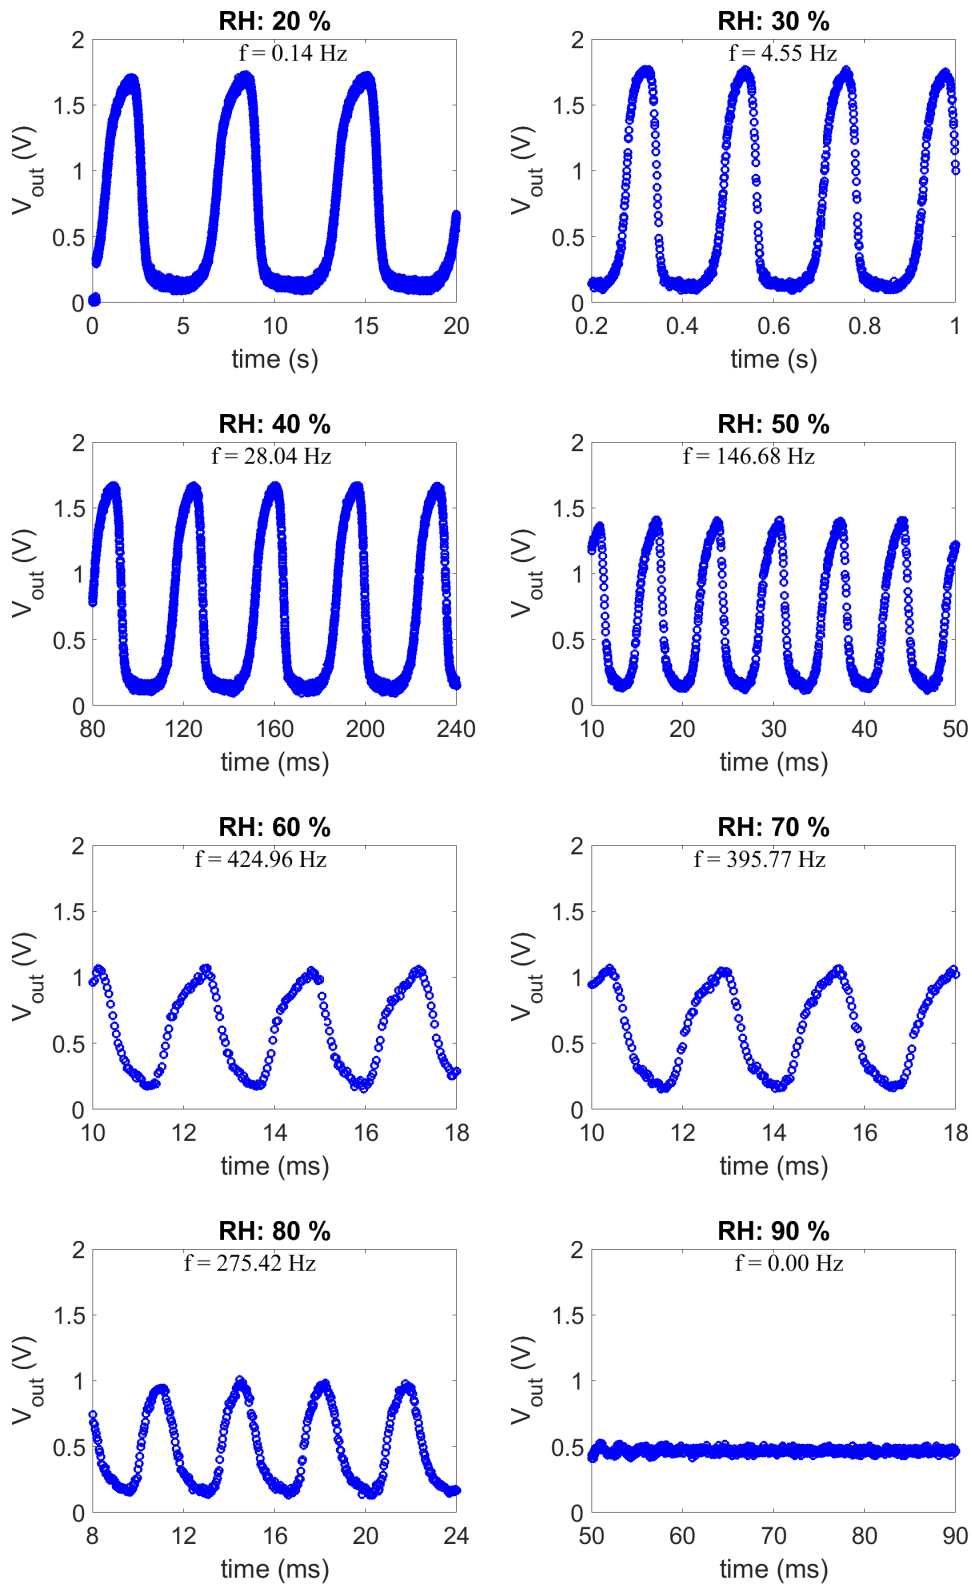 RH: 20 %
f = 0.14 Hz
2
1.5
1
0.5
0
V_out (V)
0 5 10 15 20
time (s)
RH: 30 %
f = 4.55 Hz
2
1.5
1
0.5
0
V_out (V)
0.2 0.4 0.6 0.8 1
time (s)
RH: 40 %
f = 28.04 Hz
2
1.5
1
0.5
0
V_out (V)
80 120 160 200 240
time (ms)
RH: 50 %
f = 146.68 Hz
2
1.5
1
0.5
0
V_out (V)
10 20 30 40 50
time (ms)
RH: 60 %
f = 424.96 Hz
2
1.5
1
0.5
0
V_out (V)
10 12 14 16 18
time (ms)
RH: 70 %
f = 395.77 Hz
2
1.5
1
0.5
0
V_out (V)
10 12 14 16 18
time (ms)
RH: 80 %
f = 275.42 Hz
2
1.5
1
0.5
0
V_out (V)
8 12 16 20 24
time (ms)
RH: 90 %
f = 0.00 Hz
2
1.5
1
0.5
0
V_out (V)
50 60 70 80 90
time (ms)